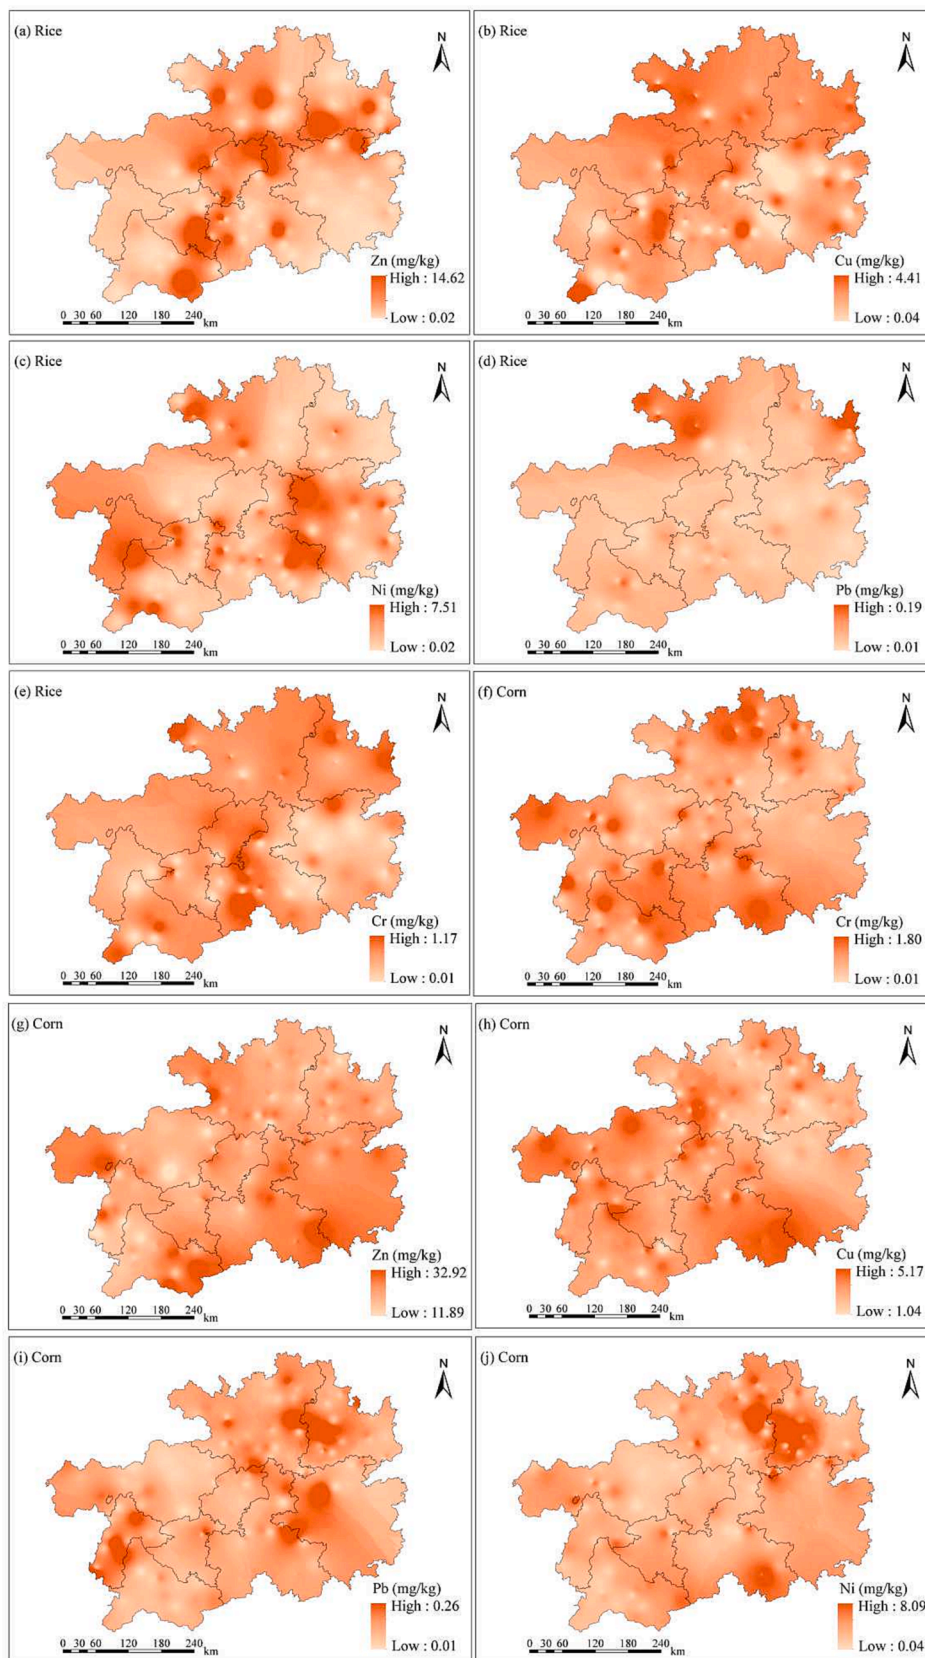 (a) Rice
N
Zn (mg/kg)
High : 14.62
Low : 0.02
0 30 60 120 180 240
km
(b) Rice
N
Cu (mg/kg)
High : 4.41
Low : 0.04
0 30 60 120 180 240
km
(c) Rice
N
Ni (mg/kg)
High : 7.51
Low : 0.02
0 30 60 120 180 240
km
(d) Rice
N
Pb (mg/kg)
High : 0.19
Low : 0.01
0 30 60 120 180 240
km
(e) Rice
N
Cr (mg/kg)
High : 1.17
Low : 0.01
0 30 60 120 180 240
km
(f) Corn
N
Cr (mg/kg)
High : 1.80
Low : 0.01
0 30 60 120 180 240
km
(g) Corn
N
Zn (mg/kg)
High : 32.92
Low : 11.89
0 30 60 120 180 240
km
(h) Corn
N
Cu (mg/kg)
High : 5.17
Low : 1.04
0 30 60 120 180 240
km
(i) Corn
N
Pb (mg/kg)
High : 0.26
Low : 0.01
0 30 60 120 180 240
km
(j) Corn
N
Ni (mg/kg)
High : 8.09
Low : 0.04
0 30 60 120 180 240
km